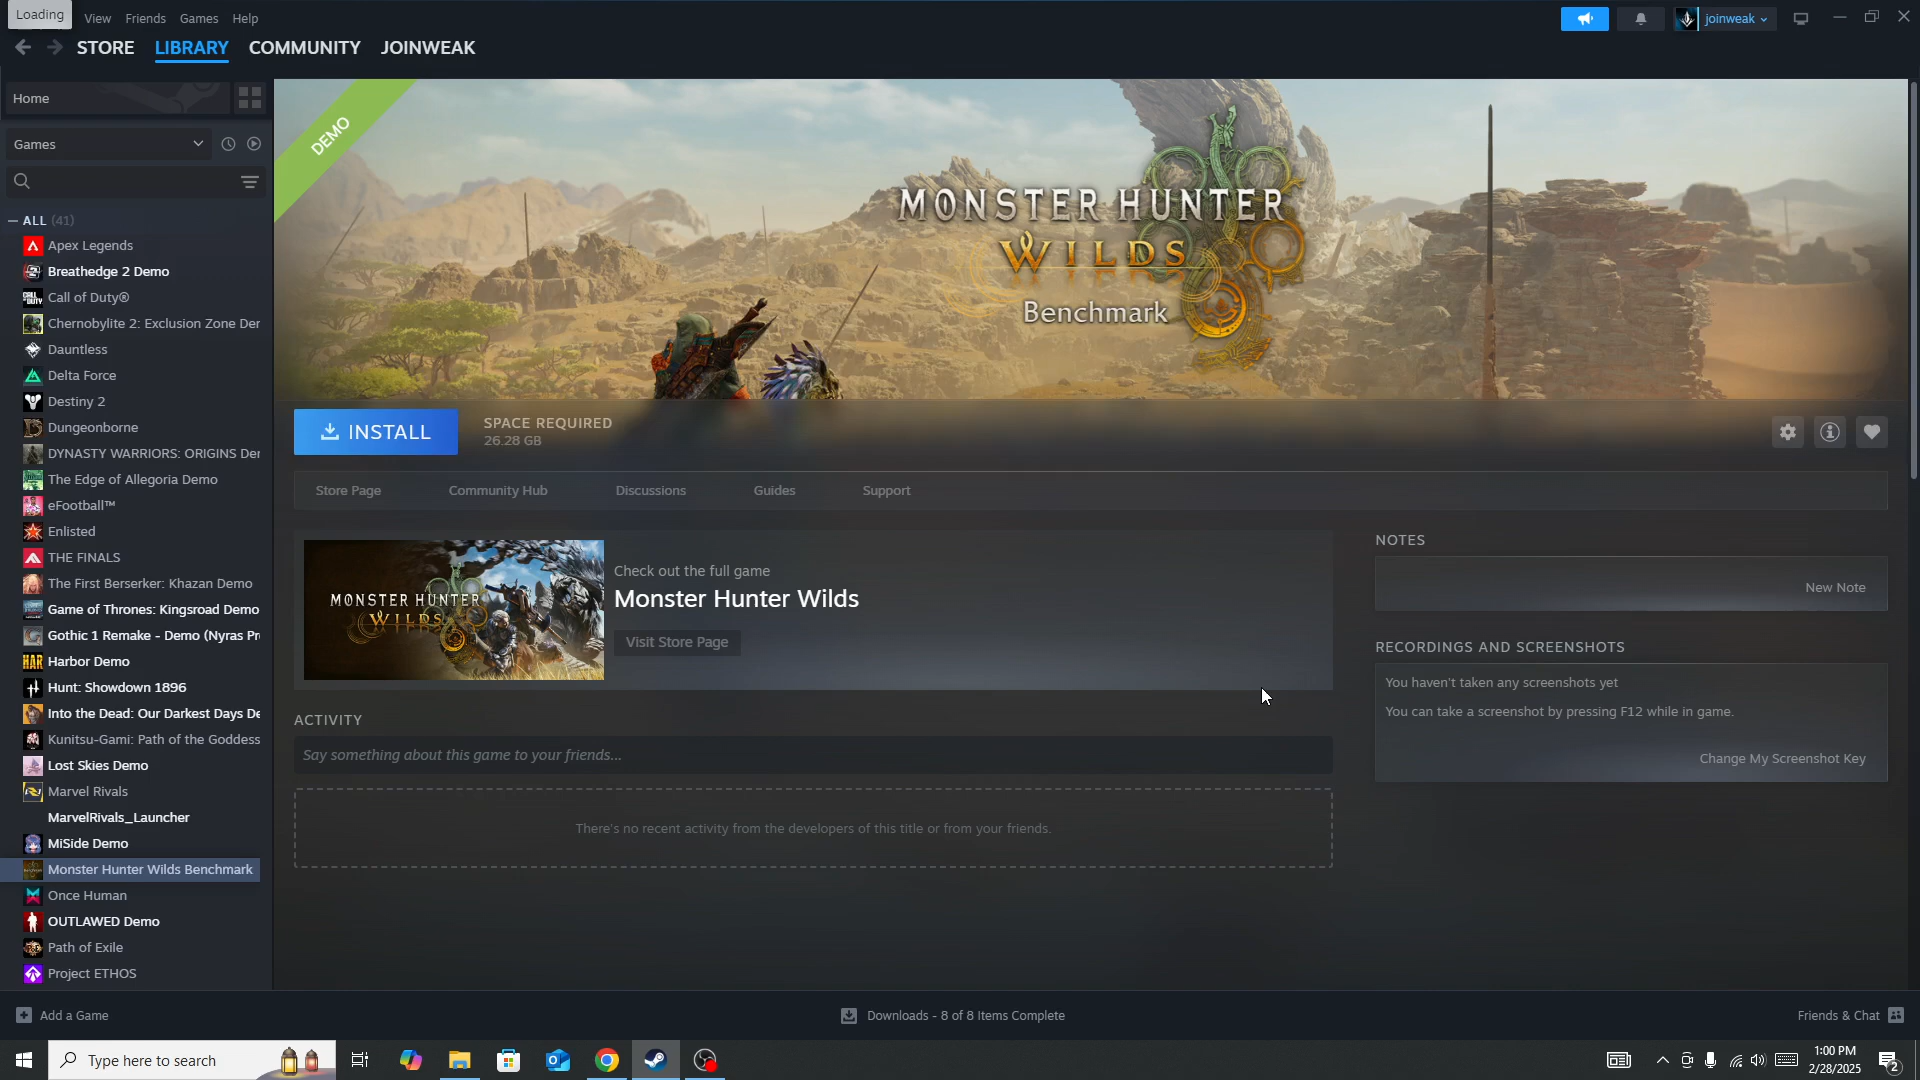 Loading
View Friends Games Help
joinweak
STORE LIBRARY COMMUNITY JOINWEAK
Home
Games
ALL (41)
Apex Legends
Breathedge 2 Demo
Call of Duty®
Chernobylite 2: Exclusion Zone Der
Dauntless
Delta Force
Destiny 2
Dungeonborne
DYNASTY WARRIORS: ORIGINS Der
The Edge of Allegoria Demo
eFootball™
Enlisted
THE FINALS
The First Berserker: Khazan Demo
Game of Thrones: Kingsroad Demo
Gothic 1 Remake - Demo (Nyras Pr
Harbor Demo
Hunt: Showdown 1896
Into the Dead: Our Darkest Days De
Kunitsu-Gami: Path of the Goddess
Lost Skies Demo
Marvel Rivals
MarvelRivals_Launcher
MiSide Demo
Monster Hunter Wilds Benchmark
Once Human
OUTLAWED Demo
Path of Exile
Project ETHOS
DEMO
MONSTER HUNTER
WILDS
Benchmark
INSTALL
SPACE REQUIRED
26.28 GB
Store Page Community Hub Discussions Guides Support
MONSTER HUNTER
WILDS
Check out the full game
Monster Hunter Wilds
Visit Store Page
ACTIVITY
Say something about this game to your friends...
There's no recent activity from the developers of this title or from your friends.
NOTES
New Note
RECORDINGS AND SCREENSHOTS
You haven't taken any screenshots yet
You can take a screenshot by pressing F12 while in game.
Change My Screenshot Key
Add a Game
Downloads - 8 of 8 Items Complete
Friends & Chat
Type here to search
1:00 PM
2/28/2025
2